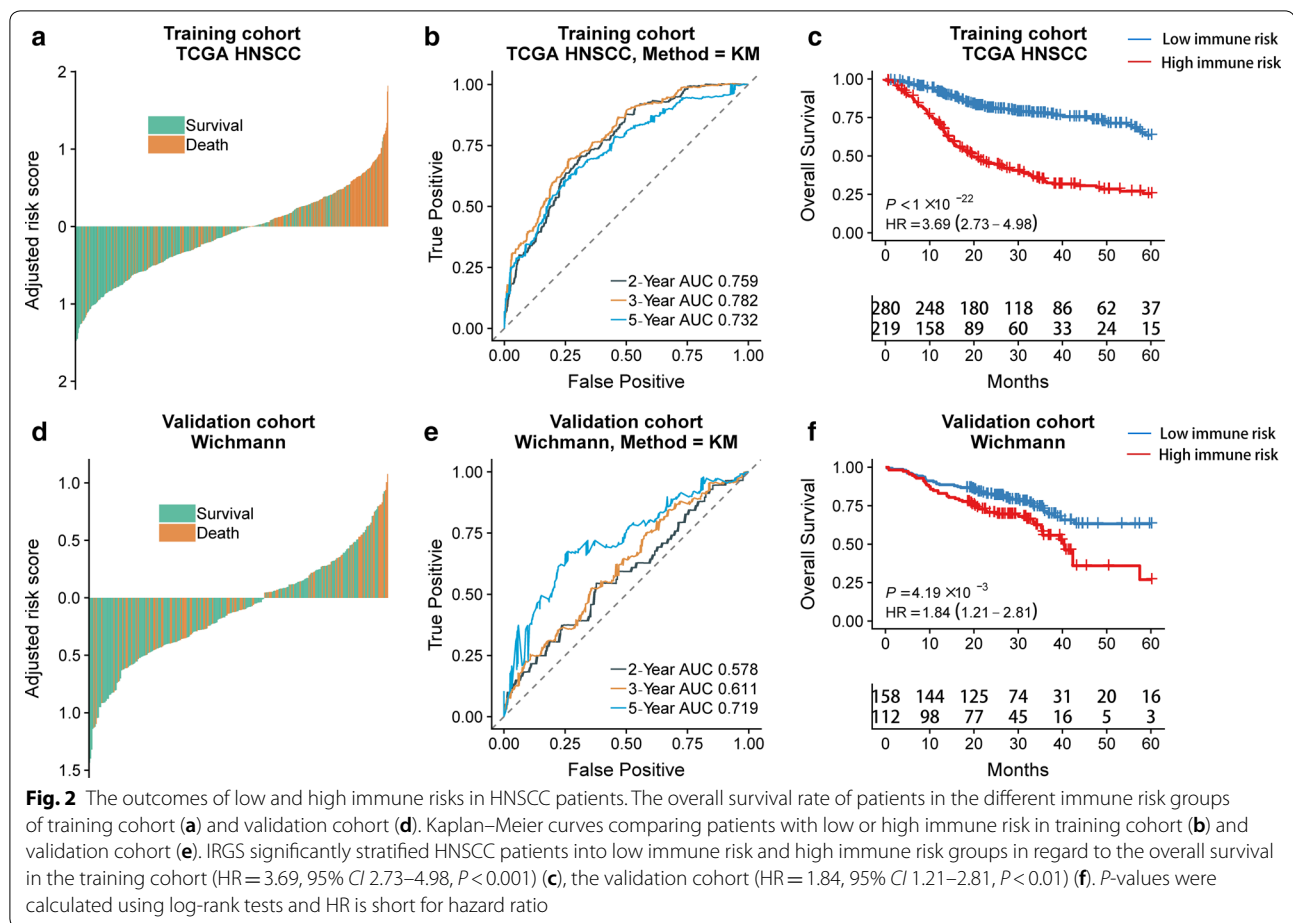 a
Training cohort
TCGA HNSCC
2
1
0
1
2
Adjusted risk score
Survival
Death
b
Training cohort
TCGA HNSCC, Method = KM
1.00
0.75
0.50
0.25
0.00
True Positivie
2-Year AUC 0.759
3-Year AUC 0.782
5-Year AUC 0.732
0.00 0.25 0.50 0.75 1.00
False Positive
c
Training cohort
TCGA HNSCC
Low immune risk
High immune risk
1.00
0.75
0.50
0.25
0.00
Overall Survival
P < 1 ×10 −22
HR = 3.69 (2.73 – 4.98)
0 10 20 30 40 50 60
280 248 180 118 86 62 37
219 158 89 60 33 24 15
0 10 20 30 40 50 60
Months
d
Validation cohort
Wichmann
1.0
0.5
0.0
0.5
1.0
1.5
Adjusted risk score
Survival
Death
e
Validation cohort
Wichmann, Method = KM
1.00
0.75
0.50
0.25
0.00
True Positivie
2-Year AUC 0.578
3-Year AUC 0.611
5-Year AUC 0.719
0.00 0.25 0.50 0.75 1.00
False Positive
f
Validation cohort
Wichmann
Low immune risk
High immune risk
1.00
0.75
0.50
0.25
0.00
Overall Survival
P = 4.19 ×10 −3
HR = 1.84 (1.21 – 2.81)
0 10 20 30 40 50 60
158 144 125 74 31 20 16
112 98 77 45 16 5 3
0 10 20 30 40 50 60
Months
Fig. 2 The outcomes of low and high immune risks in HNSCC patients. The overall survival rate of patients in the different immune risk groups
of training cohort (a) and validation cohort (d). Kaplan–Meier curves comparing patients with low or high immune risk in training cohort (b) and
validation cohort (e). IRGS significantly stratified HNSCC patients into low immune risk and high immune risk groups in regard to the overall survival
in the training cohort (HR = 3.69, 95% CI 2.73–4.98, P < 0.001) (c), the validation cohort (HR = 1.84, 95% CI 1.21–2.81, P < 0.01) (f). P-values were
calculated using log-rank tests and HR is short for hazard ratio